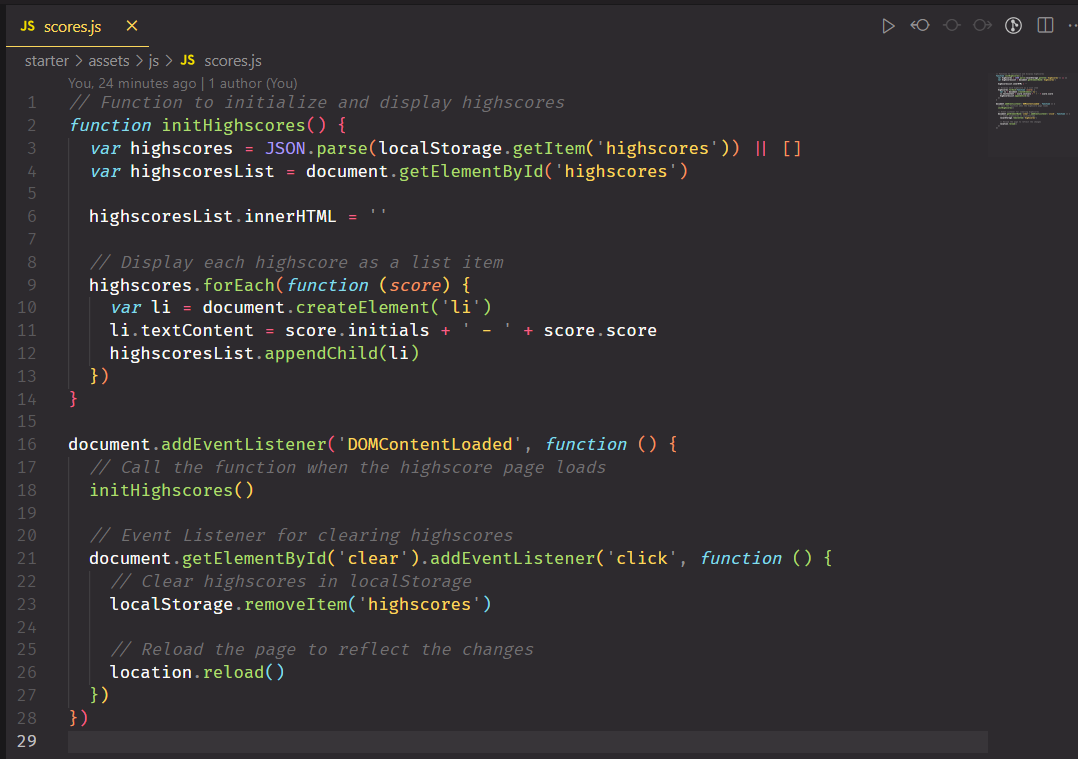 JS scores.js ×
starter > assets > js > JS scores.js
You, 24 minutes ago | 1 author (You)
1 // Function to initialize and display highscores
2 function initHighscores() {
3   var highscores = JSON.parse(localStorage.getItem('highscores')) || []
4   var highscoresList = document.getElementById('highscores')
5
6   highscoresList.innerHTML = ''
7
8   // Display each highscore as a list item
9   highscores.forEach(function (score) {
10     var li = document.createElement('li')
11     li.textContent = score.initials + ' - ' + score.score
12     highscoresList.appendChild(li)
13   })
14 }
15
16 document.addEventListener('DOMContentLoaded', function () {
17   // Call the function when the highscore page loads
18   initHighscores()
19
20   // Event Listener for clearing highscores
21   document.getElementById('clear').addEventListener('click', function () {
22     // Clear highscores in localStorage
23     localStorage.removeItem('highscores')
24
25     // Reload the page to reflect the changes
26     location.reload()
27   })
28 })
29